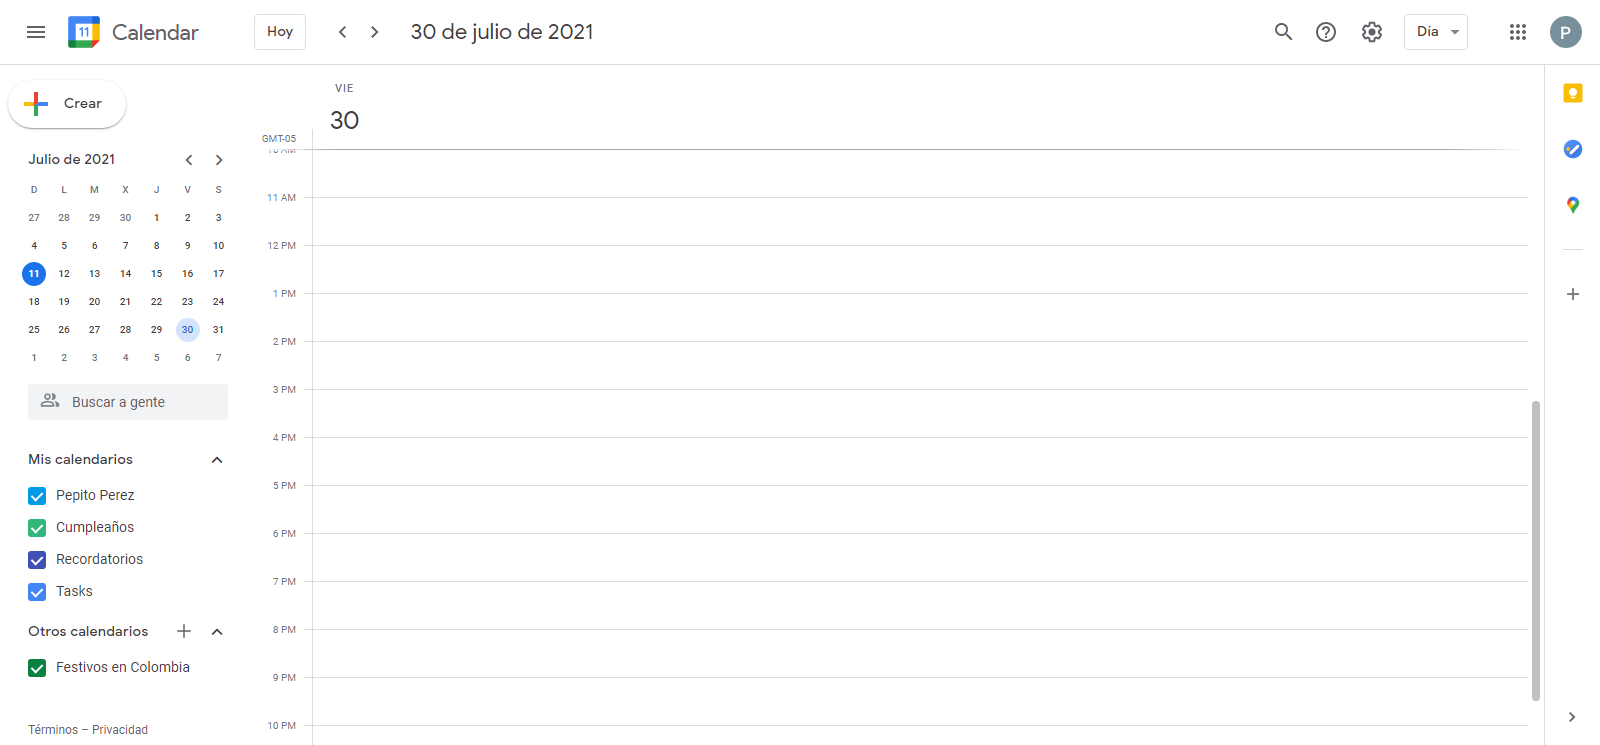 11 Calendar Hoy 30 de julio de 2021 Día P
Crear
Julio de 2021
D L M X J V S
27 28 29 30 1 2 3
4 5 6 7 8 9 10
11 12 13 14 15 16 17
18 19 20 21 22 23 24
25 26 27 28 29 30 31
1 2 3 4 5 6 7
Buscar a gente
Mis calendarios
Pepito Perez
Cumpleaños
Recordatorios
Tasks
Otros calendarios
Festivos en Colombia
Términos – Privacidad
VIE
30
GMT-05
11 AM
12 PM
1 PM
2 PM
3 PM
4 PM
5 PM
6 PM
7 PM
8 PM
9 PM
10 PM